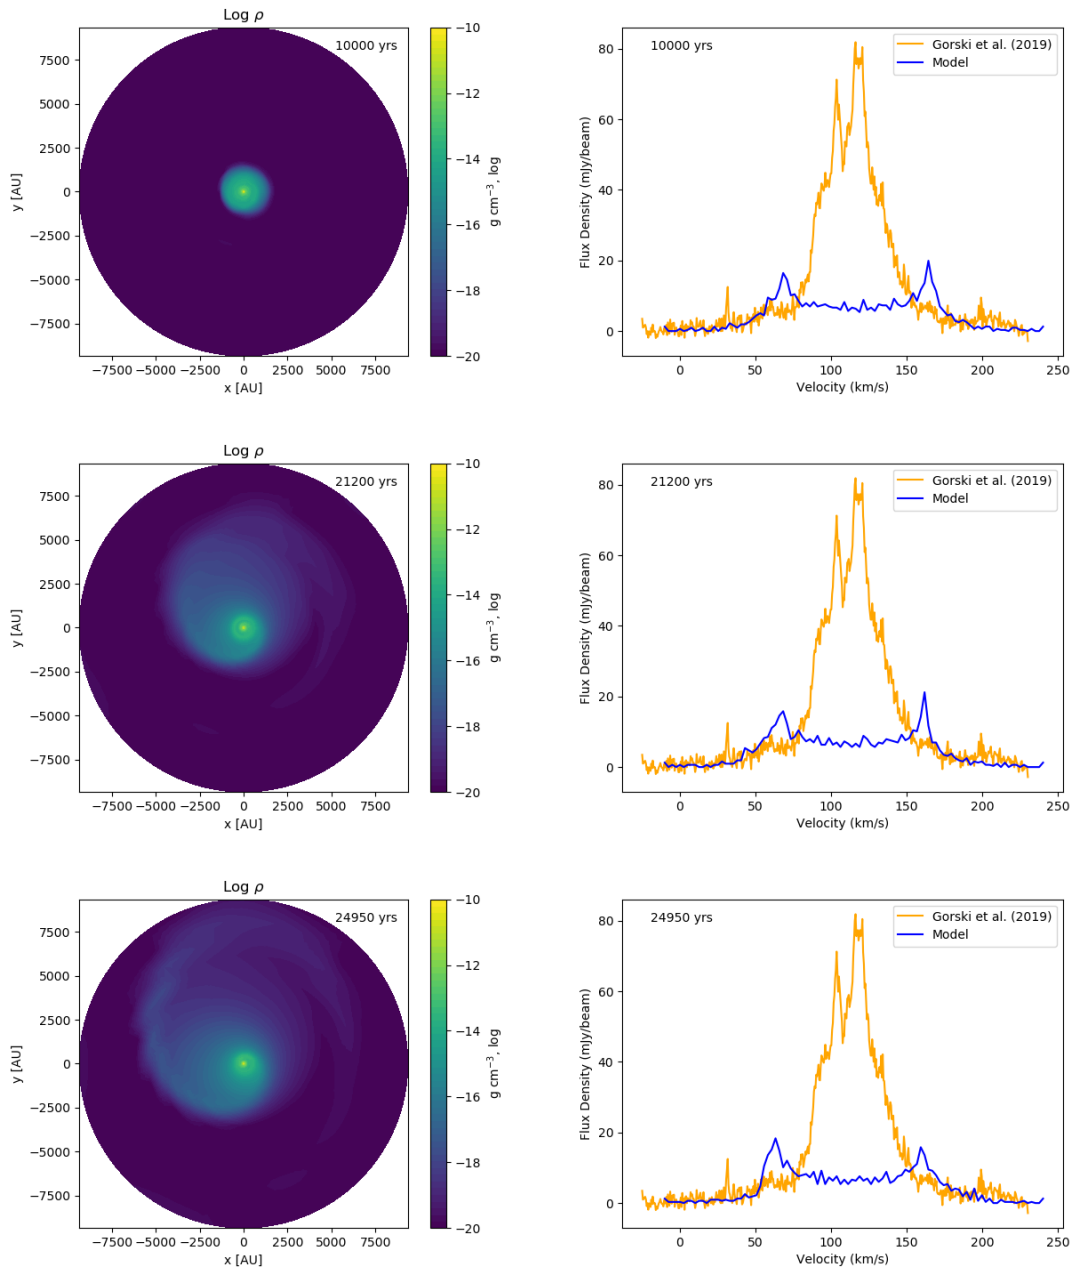 Log ρ
10000 yrs
7500
5000
2500
0
−2500
−5000
−7500
y [AU]
−7500 −5000 −2500 0 2500 5000 7500
x [AU]
−10
−12
−14
−16
−18
−20
g cm⁻³, log
10000 yrs
Gorski et al. (2019)
Model
80
60
40
20
0
Flux Density (mJy/beam)
0 50 100 150 200 250
Velocity (km/s)
Log ρ
21200 yrs
7500
5000
2500
0
−2500
−5000
−7500
y [AU]
−7500 −5000 −2500 0 2500 5000 7500
x [AU]
−10
−12
−14
−16
−18
−20
g cm⁻³, log
21200 yrs
Gorski et al. (2019)
Model
80
60
40
20
0
Flux Density (mJy/beam)
0 50 100 150 200 250
Velocity (km/s)
Log ρ
24950 yrs
7500
5000
2500
0
−2500
−5000
−7500
y [AU]
−7500 −5000 −2500 0 2500 5000 7500
x [AU]
−10
−12
−14
−16
−18
−20
g cm⁻³, log
24950 yrs
Gorski et al. (2019)
Model
80
60
40
20
0
Flux Density (mJy/beam)
0 50 100 150 200 250
Velocity (km/s)